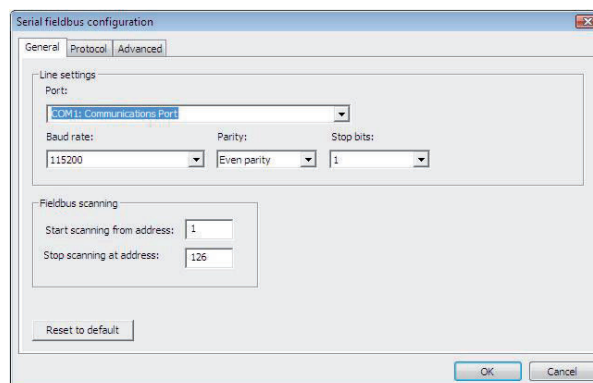 Serial fieldbus configuration
General Protocol Advanced
Line settings
Port:
COM1: Communications Port
Baud rate: Parity: Stop bits:
115200 Even parity 1
Fieldbus scanning
Start scanning from address: 1
Stop scanning at address: 126
Reset to default
OK Cancel